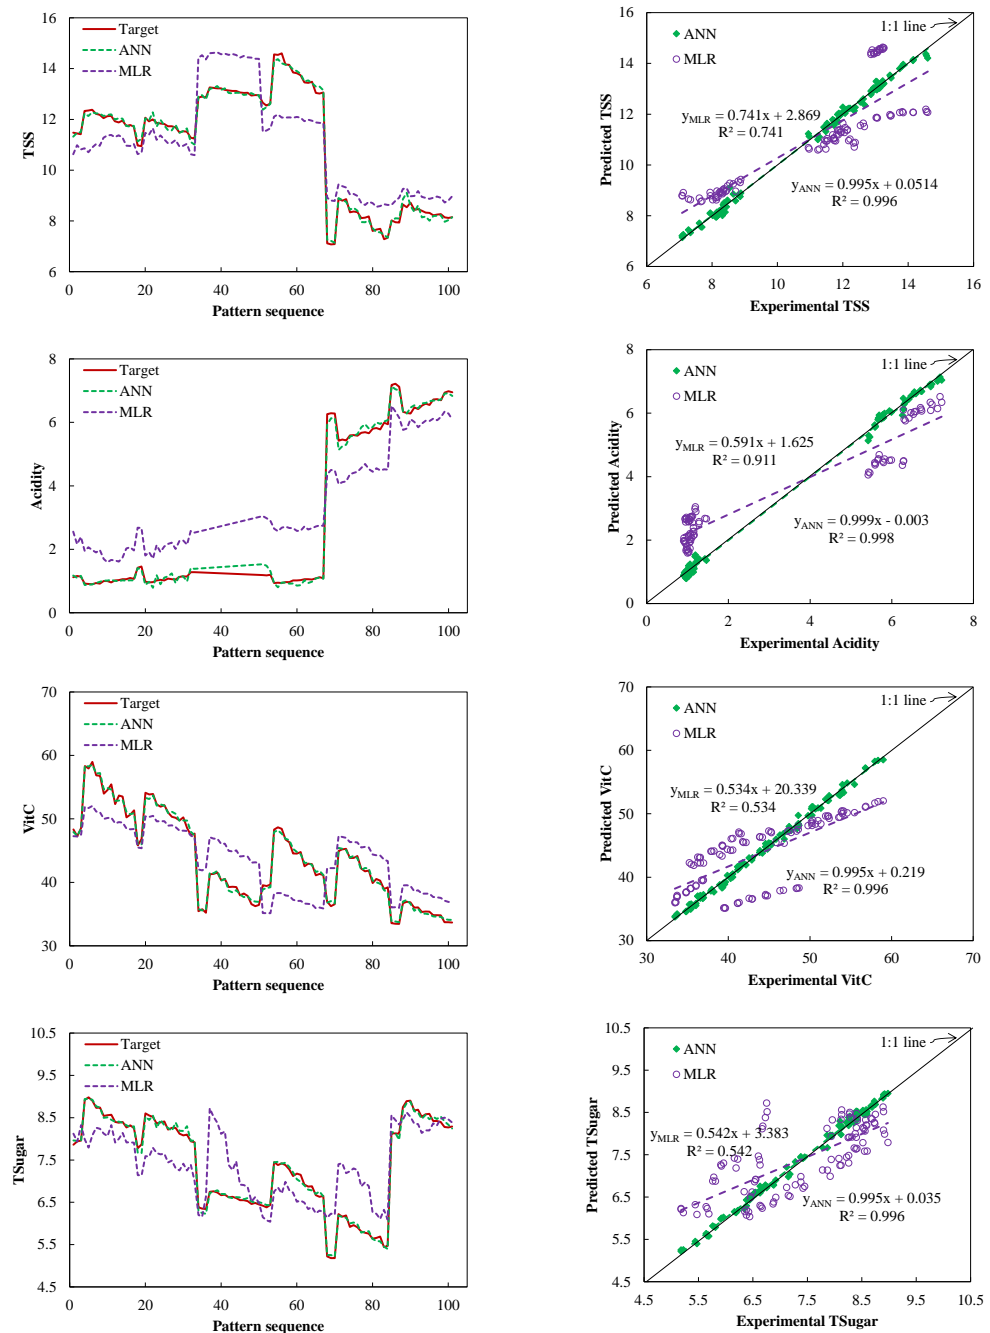 16
14
12
10
8
6
TSS
Target
ANN
MLR
0
20
40
60
80
100
Pattern sequence
16
14
12
10
8
6
Predicted TSS
1:1 line
ANN
MLR
yMLR = 0.741x + 2.869
R² = 0.741
yANN = 0.995x + 0.0514
R² = 0.996
6
8
10
12
14
16
Experimental TSS
8
6
4
2
0
Acidity
Target
ANN
MLR
0
20
40
60
80
100
Pattern sequence
8
6
4
2
0
Predicted Acidity
1:1 line
ANN
MLR
yMLR = 0.591x + 1.625
R² = 0.911
yANN = 0.999x - 0.003
R² = 0.998
0
2
4
6
8
Experimental Acidity
70
60
50
40
30
VitC
Target
ANN
MLR
0
20
40
60
80
100
Pattern sequence
70
60
50
40
30
Predicted VitC
1:1 line
ANN
MLR
yMLR = 0.534x + 20.339
R² = 0.534
yANN = 0.995x + 0.219
R² = 0.996
30
40
50
60
70
Experimental VitC
10.5
9.5
8.5
7.5
6.5
5.5
4.5
TSugar
Target
ANN
MLR
0
20
40
60
80
100
Pattern sequence
10.5
9.5
8.5
7.5
6.5
5.5
4.5
Predicted TSugar
1:1 line
ANN
MLR
yMLR = 0.542x + 3.383
R² = 0.542
yANN = 0.995x + 0.035
R² = 0.996
4.5
5.5
6.5
7.5
8.5
9.5
10.5
Experimental TSugar